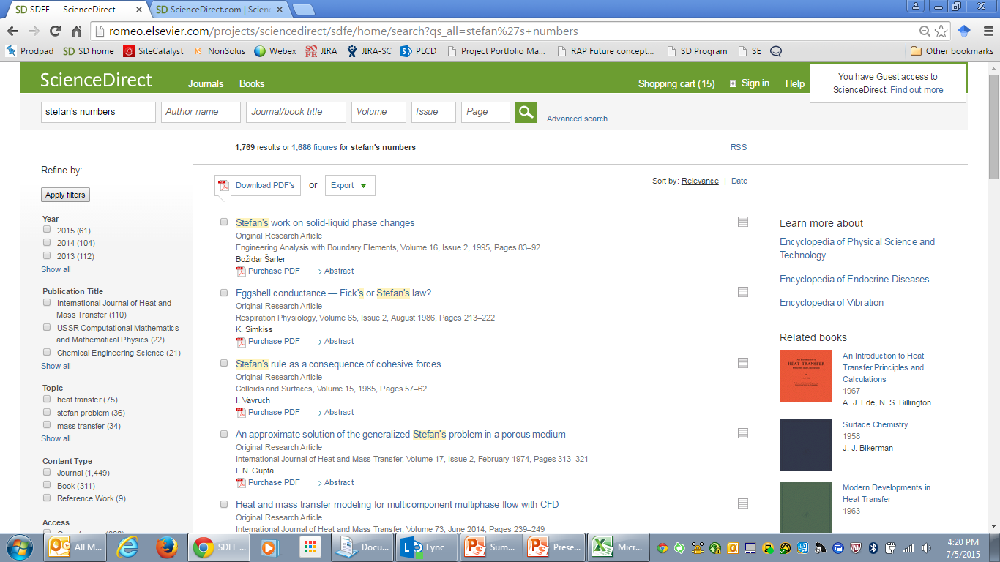 SDFE — ScienceDirect
ScienceDirect.com | Scien
romeo.elsevier.com/projects/sciencedirect/sdfe/home/search?qs_all=stefan%27s+numbers
Prodpad SD home SiteCatalyst NonSolus Webex JIRA JIRA-SC PLCD Project Portfolio Ma... RAP Future concept... SD Program SE Other bookmarks
ScienceDirect Journals Books Shopping cart (15) Sign in Help
You have Guest access to
ScienceDirect. Find out more
stefan's numbers Author name Journal/book title Volume Issue Page Advanced search
1,769 results or 1,686 figures for stefan's numbers RSS
Refine by:
Apply filters
Year
2015 (61)
2014 (104)
2013 (112)
Show all
Publication Title
International Journal of Heat and
Mass Transfer (110)
USSR Computational Mathematics
and Mathematical Physics (22)
Chemical Engineering Science (21)
Show all
Topic
heat transfer (75)
stefan problem (36)
mass transfer (34)
Show all
Content Type
Journal (1,449)
Book (311)
Reference Work (9)
Access
Download PDF's or Export
Sort by: Relevance | Date
Stefan's work on solid-liquid phase changes
Original Research Article
Engineering Analysis with Boundary Elements, Volume 16, Issue 2, 1995, Pages 83–92
Božidar Šarler
Purchase PDF > Abstract
Eggshell conductance — Fick's or Stefan's law?
Original Research Article
Respiration Physiology, Volume 65, Issue 2, August 1986, Pages 213–222
K. Simkiss
Purchase PDF > Abstract
Stefan's rule as a consequence of cohesive forces
Original Research Article
Colloids and Surfaces, Volume 15, 1985, Pages 57–62
I. Vavruch
Purchase PDF > Abstract
An approximate solution of the generalized Stefan's problem in a porous medium
Original Research Article
International Journal of Heat and Mass Transfer, Volume 17, Issue 2, February 1974, Pages 313–321
L.N. Gupta
Purchase PDF > Abstract
Heat and mass transfer modeling for multicomponent multiphase flow with CFD
Original Research Article
International Journal of Heat and Mass Transfer, Volume 73, June 2014, Pages 239–249
Learn more about
Encyclopedia of Physical Science and
Technology
Encyclopedia of Endocrine Diseases
Encyclopedia of Vibration
Related books
An Introduction to Heat
Transfer Principles and
Calculations
1967
A. J. Ede, N. S. Billington
HEAT TRANSFER
Surface Chemistry
1958
J. J. Bikerman
Modern Developments in
Heat Transfer
1963
All M... SDFE ... Docu... Lync Sum... Prese... Micr...
4:20 PM
7/5/2015